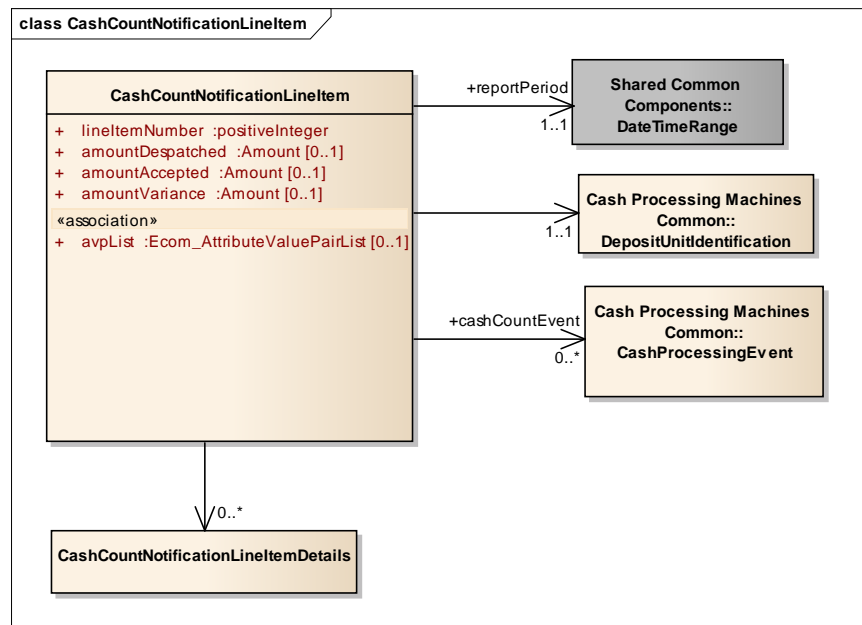 class CashCountNotificationLineItem
CashCountNotificationLineItem
+ lineItemNumber :positiveInteger
+ amountDespatched :Amount [0..1]
+ amountAccepted :Amount [0..1]
+ amountVariance :Amount [0..1]
«association»
+ avpList :Ecom_AttributeValuePairList [0..1]
+reportPeriod
1..1
Shared Common
Components::
DateTimeRange
1..1
Cash Processing Machines
Common::
DepositUnitIdentification
+cashCountEvent
0..*
Cash Processing Machines
Common::
CashProcessingEvent
0..*
CashCountNotificationLineItemDetails